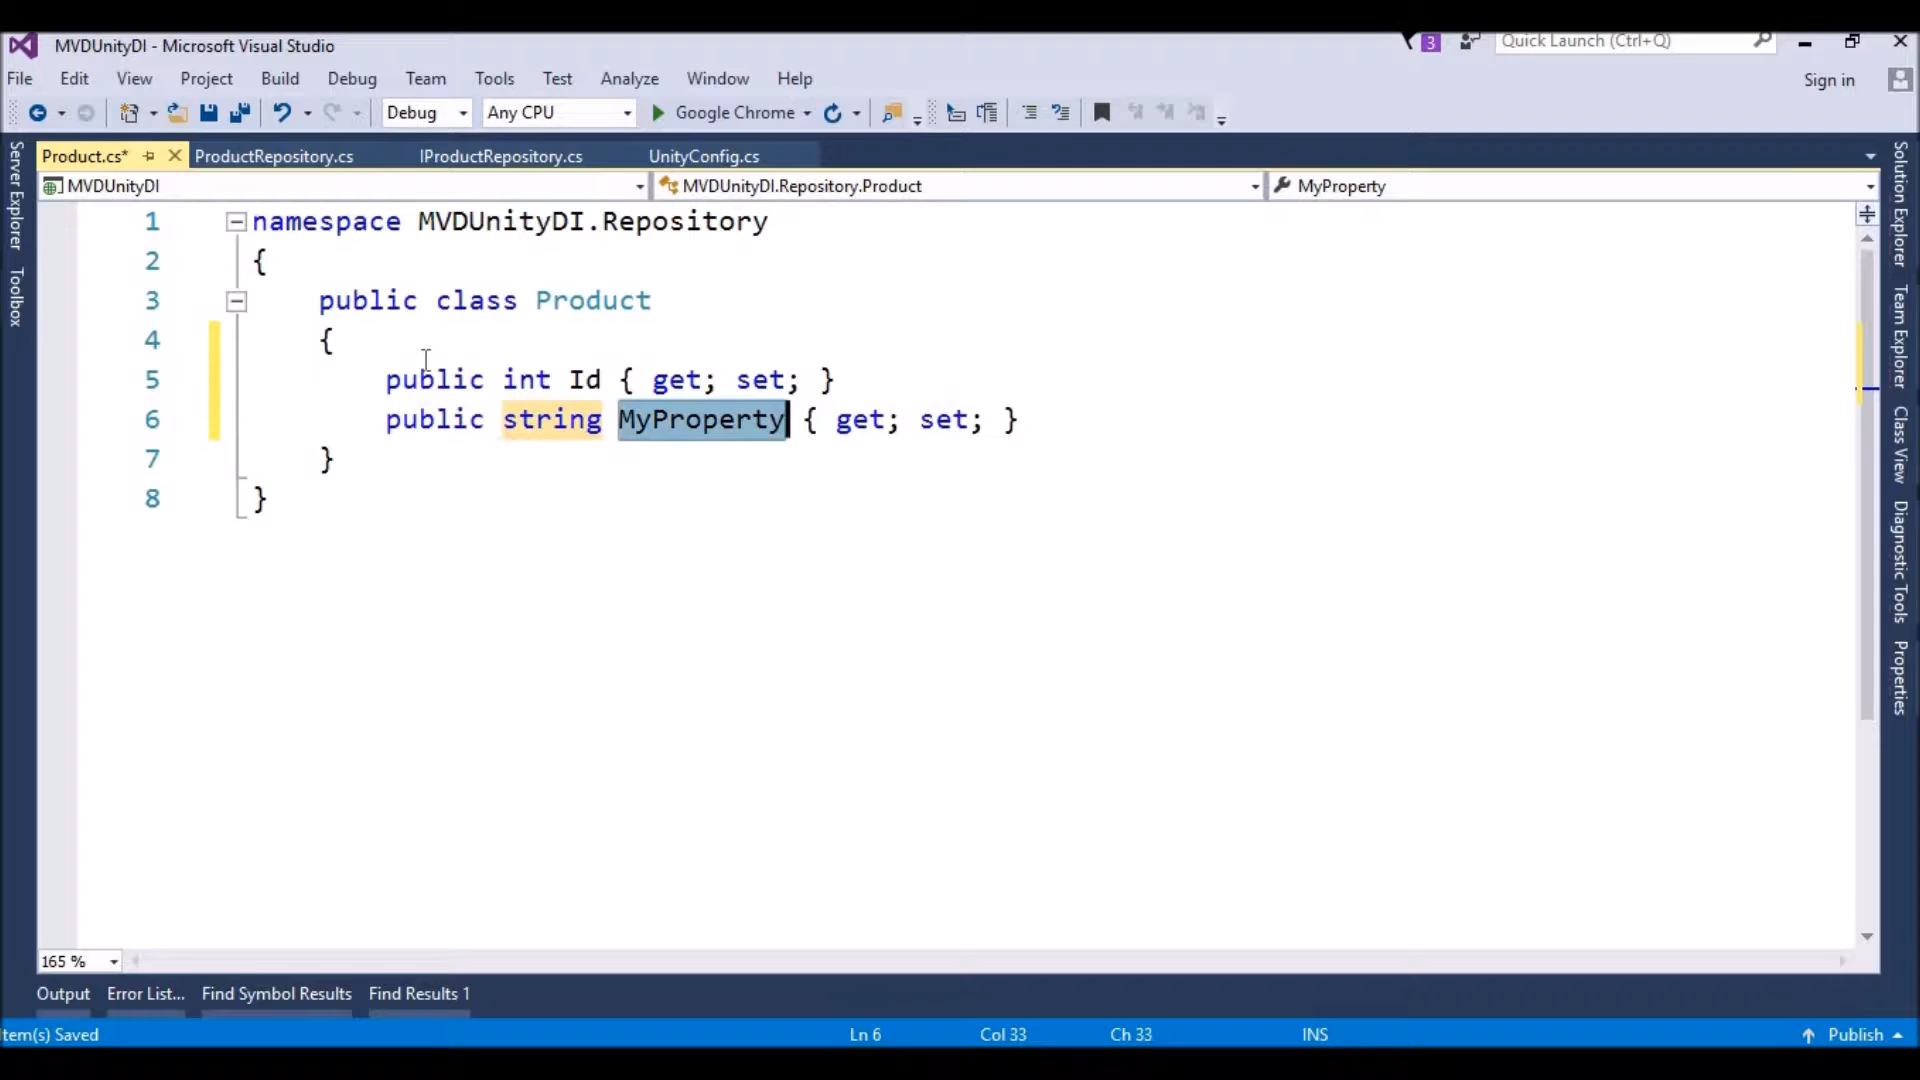 MVDUnityDI - Microsoft Visual Studio
3
Quick Launch (Ctrl+Q)
File Edit View Project Build Debug Team Tools Test Analyze Window Help
Sign in
Debug Any CPU Google Chrome
Server Explorer
Toolbox
Product.cs* ProductRepository.cs IProductRepository.cs UnityConfig.cs
MVDUnityDI MVDUnityDI.Repository.Product MyProperty
1 namespace MVDUnityDI.Repository
2 {
3 public class Product
4 {
5 public int Id { get; set; }
6 public string MyProperty { get; set; }
7 }
8 }
Solution Explorer
Team Explorer
Class View
Diagnostic Tools
Properties
165 %
Output Error List... Find Symbol Results Find Results 1
tem(s) Saved Ln 6 Col 33 Ch 33 INS Publish